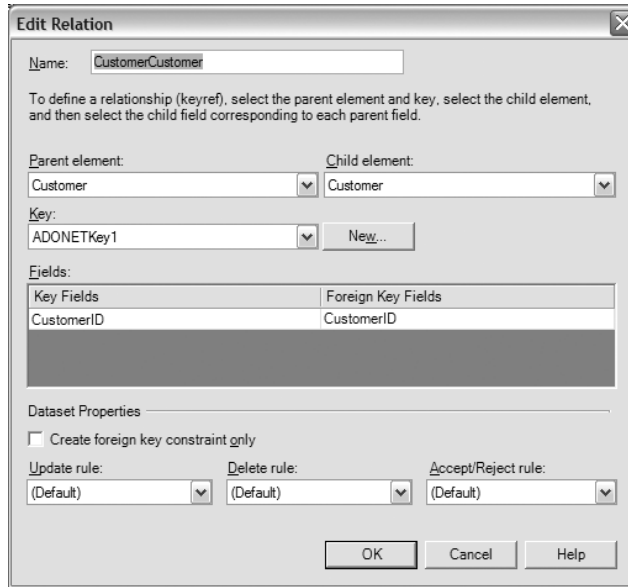 Edit Relation
Name: CustomerCustomer
To define a relationship (keyref), select the parent element and key, select the child element,
and then select the child field corresponding to each parent field.
Parent element: Child element:
Customer Customer
Key:
ADONETKey1 New...
Fields:
Key Fields Foreign Key Fields
CustomerID CustomerID
Dataset Properties
Create foreign key constraint only
Update rule: Delete rule: Accept/Reject rule:
(Default) (Default) (Default)
OK Cancel Help